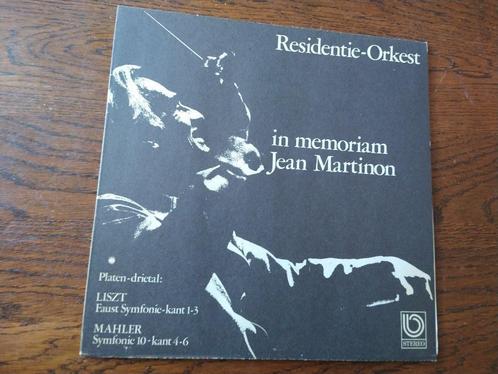 Residentie-Orkest
in memoriam
Jean Martinon
Platen-drietal:
LISZT
Faust Symfonie-kant 1-3
MAHLER
Symfonie 10-kant 4-6
STEREO